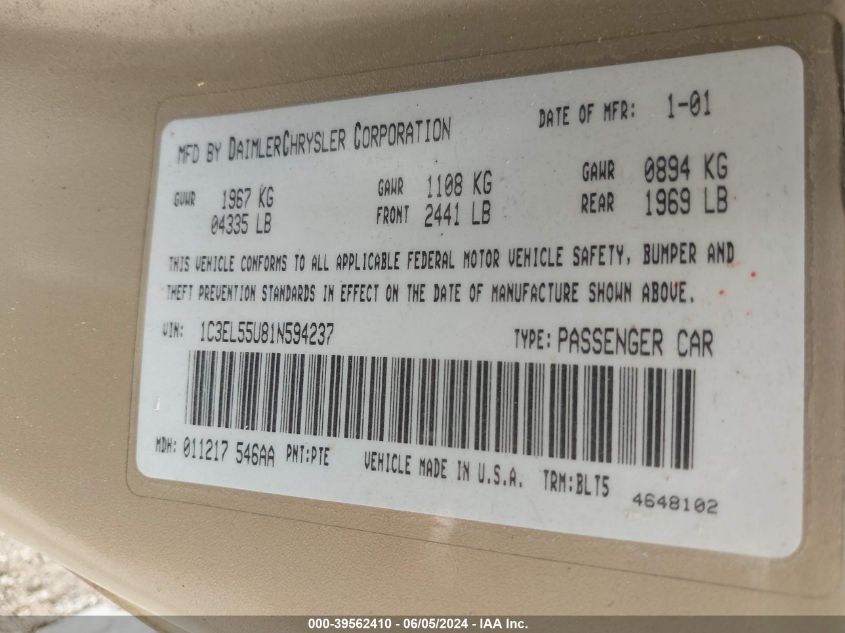 MFD BY DAIMLERCHRYSLER CORPORATION DATE OF MFR: 1-01
GVWR 1967 KG GAWR 1108 KG GAWR 0894 KG
04335 LB FRONT 2441 LB REAR 1969 LB
THIS VEHICLE CONFORMS TO ALL APPLICABLE FEDERAL MOTOR VEHICLE SAFETY, BUMPER AND
THEFT PREVENTION STANDARDS IN EFFECT ON THE DATE OF MANUFACTURE SHOWN ABOVE.
VIN: 1C3EL55U81N594237 TYPE: PASSENGER CAR
MDH: 011217 546AA PNT:PTE VEHICLE MADE IN U.S.A. TRM:BLT5
4648102
000-39562410 - 06/05/2024 - IAA Inc.